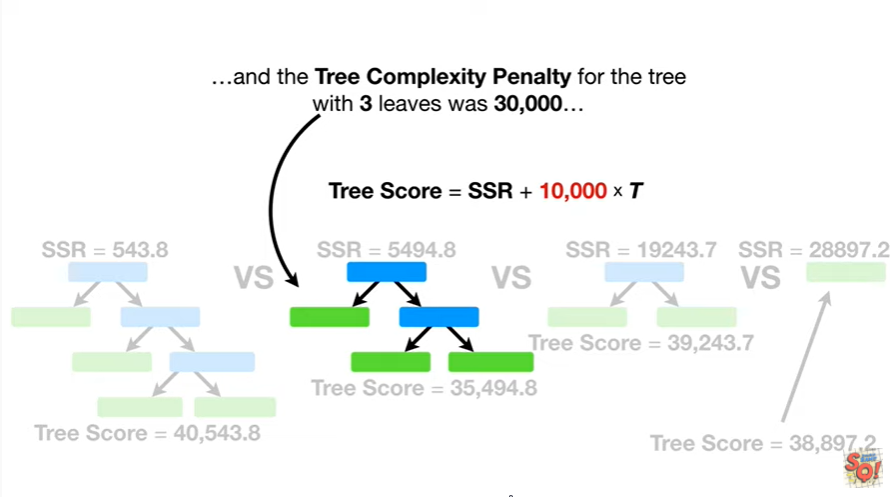 …and the Tree Complexity Penalty for the tree
with 3 leaves was 30,000…
Tree Score = SSR + 10,000 × T
SSR = 543.8
SSR = 5494.8
SSR = 19243.7
SSR = 28897.2
VS
VS
VS
Tree Score = 39,243.7
Tree Score = 35,494.8
Tree Score = 40,543.8
Tree Score = 38,897.2
SQ!